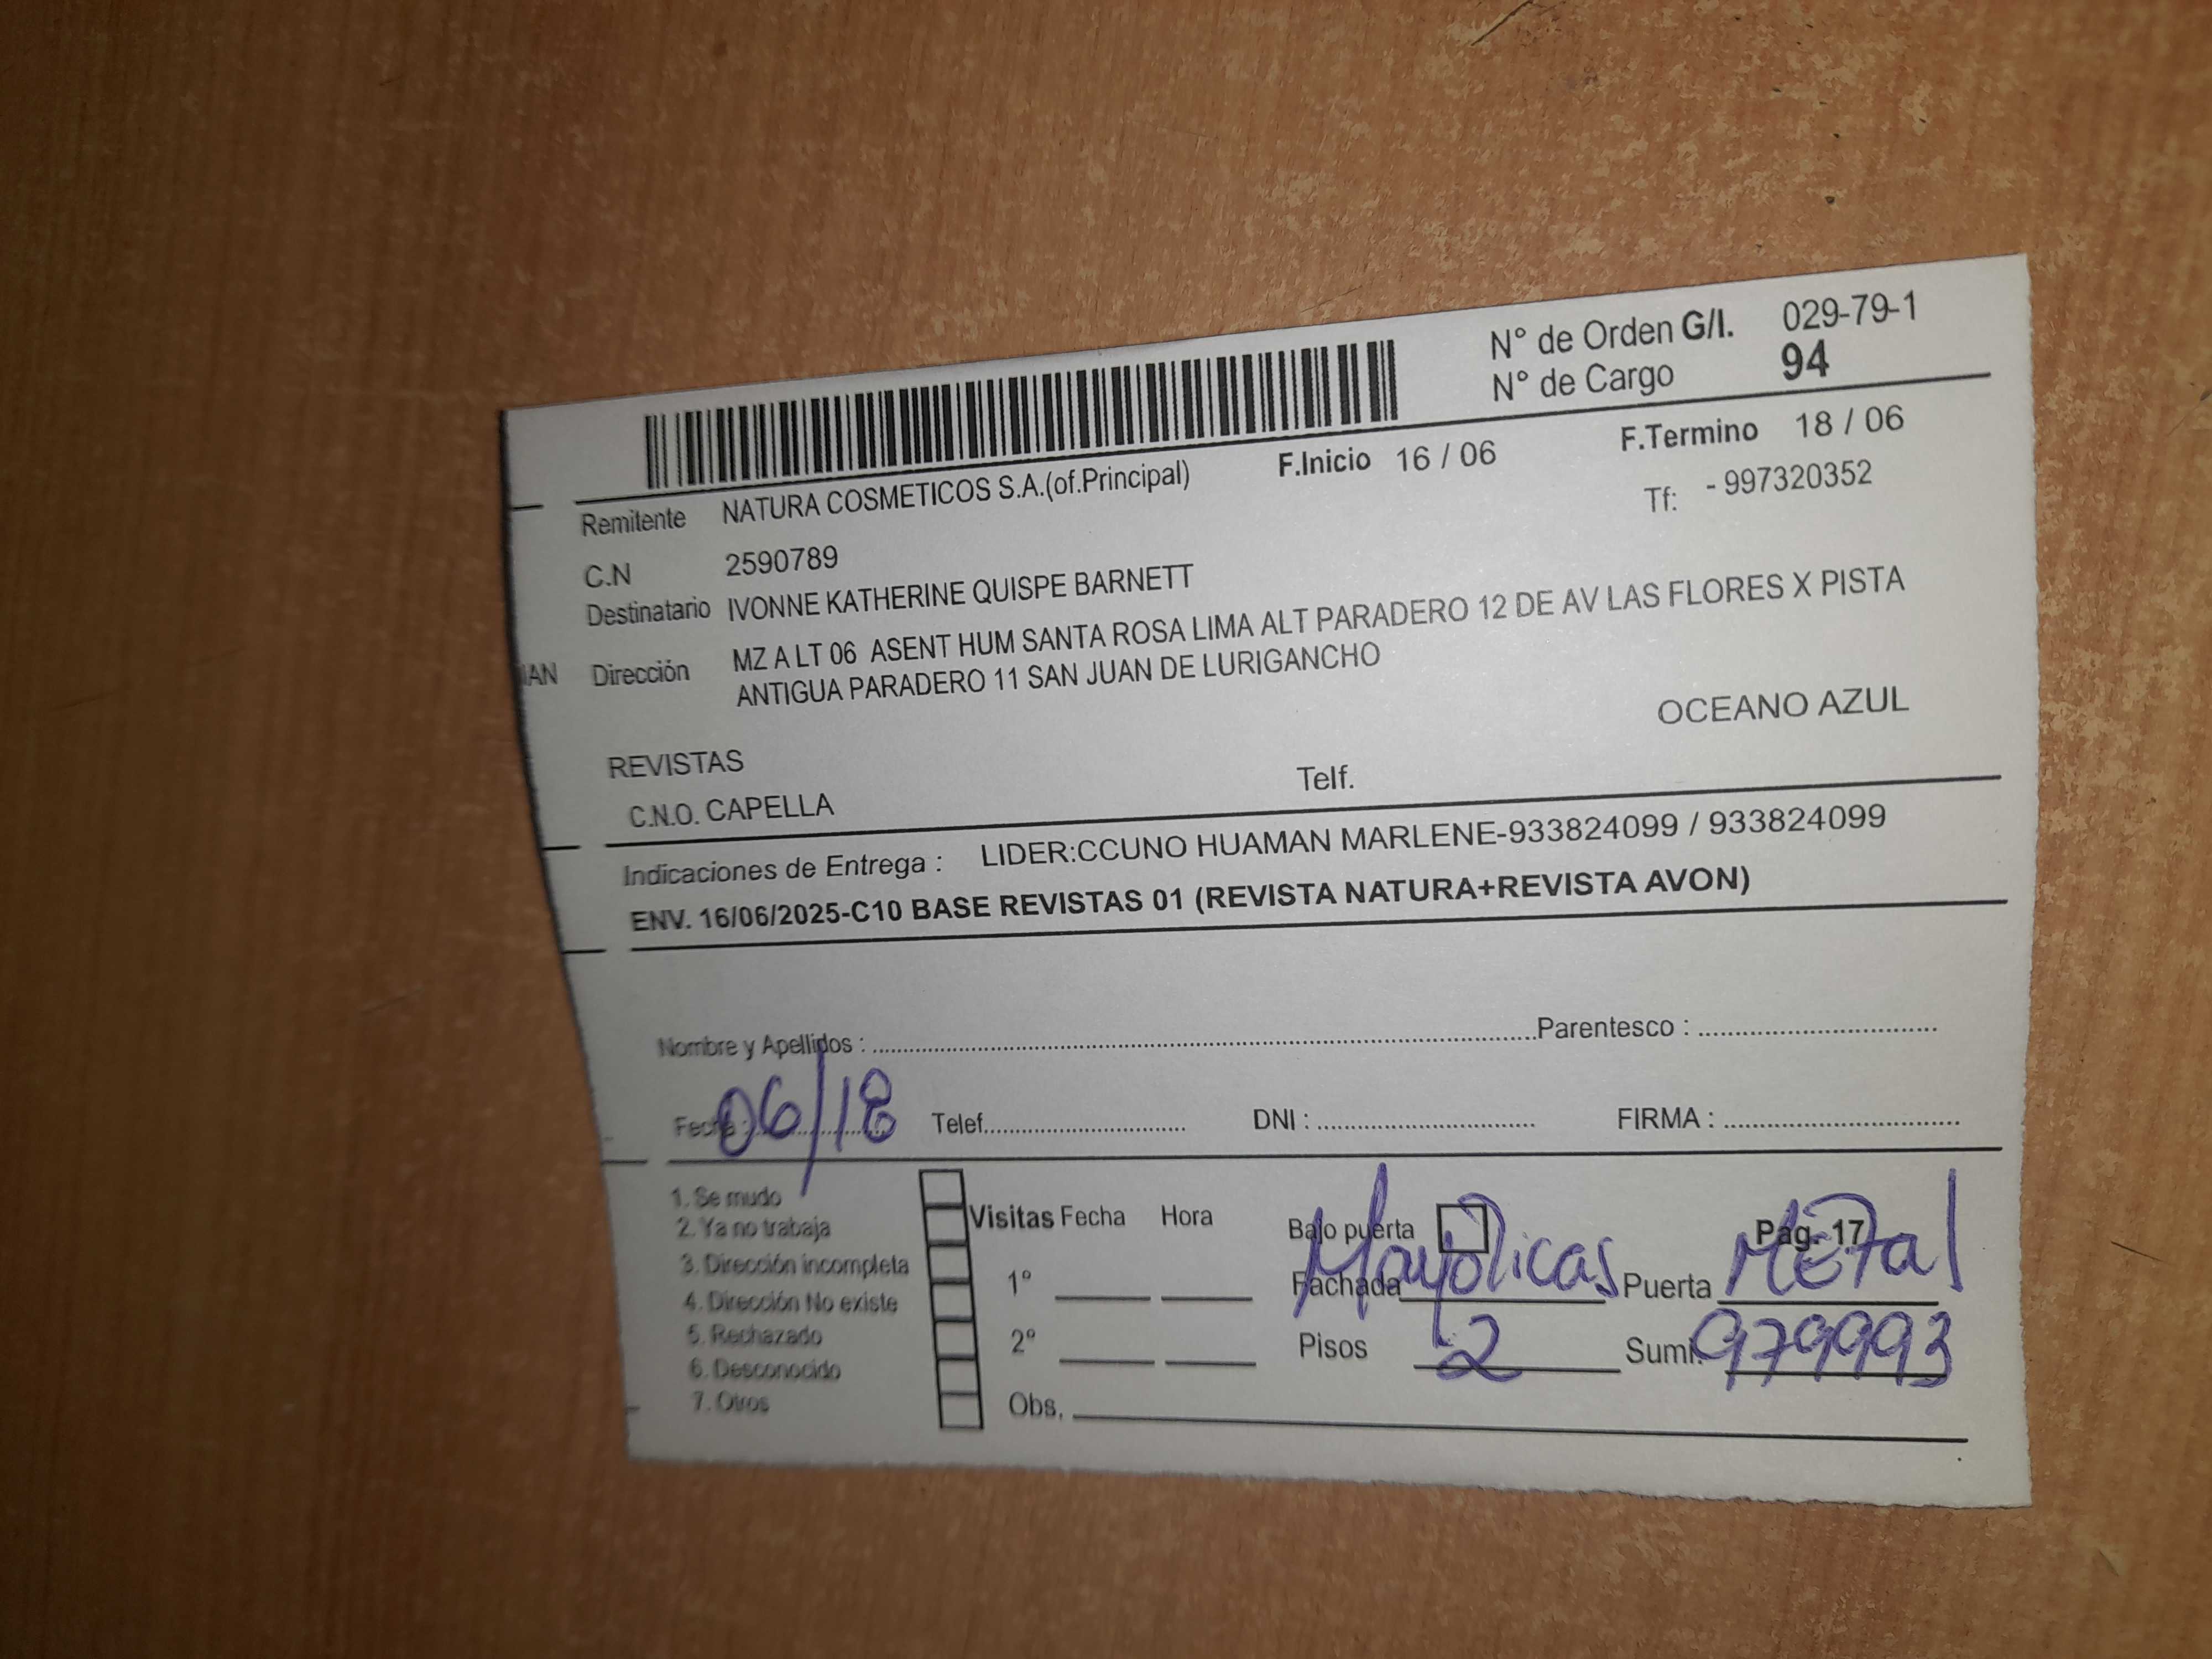 N° de Orden G/I. 029-79-1
N° de Cargo 94
F.Inicio 16 / 06 F.Termino 18 / 06
Remitente NATURA COSMETICOS S.A.(of.Principal) Tf: - 997320352
C.N 2590789
Destinatario IVONNE KATHERINE QUISPE BARNETT
IAN Dirección MZ A LT 06 ASENT HUM SANTA ROSA LIMA ALT PARADERO 12 DE AV LAS FLORES X PISTA
ANTIGUA PARADERO 11 SAN JUAN DE LURIGANCHO
OCEANO AZUL
REVISTAS
C.N.O. CAPELLA Telf.
Indicaciones de Entrega : LIDER:CCUNO HUAMAN MARLENE-933824099 / 933824099
ENV. 16/06/2025-C10 BASE REVISTAS 01 (REVISTA NATURA+REVISTA AVON)
Nombre y Apellidos : Parentesco :
Fecha : 06/18 Telef. DNI : FIRMA :
1. Se mudo
2. Ya no trabaja
3. Dirección incompleta
4. Dirección No existe
5. Rechazado
6. Desconocido
7. Otros
Visitas Fecha Hora
1°
2°
Obs.
Bajo puerta Pag- 17
Fachada Mayolicas Puerta Metal
Pisos 2 Sumi. 979993